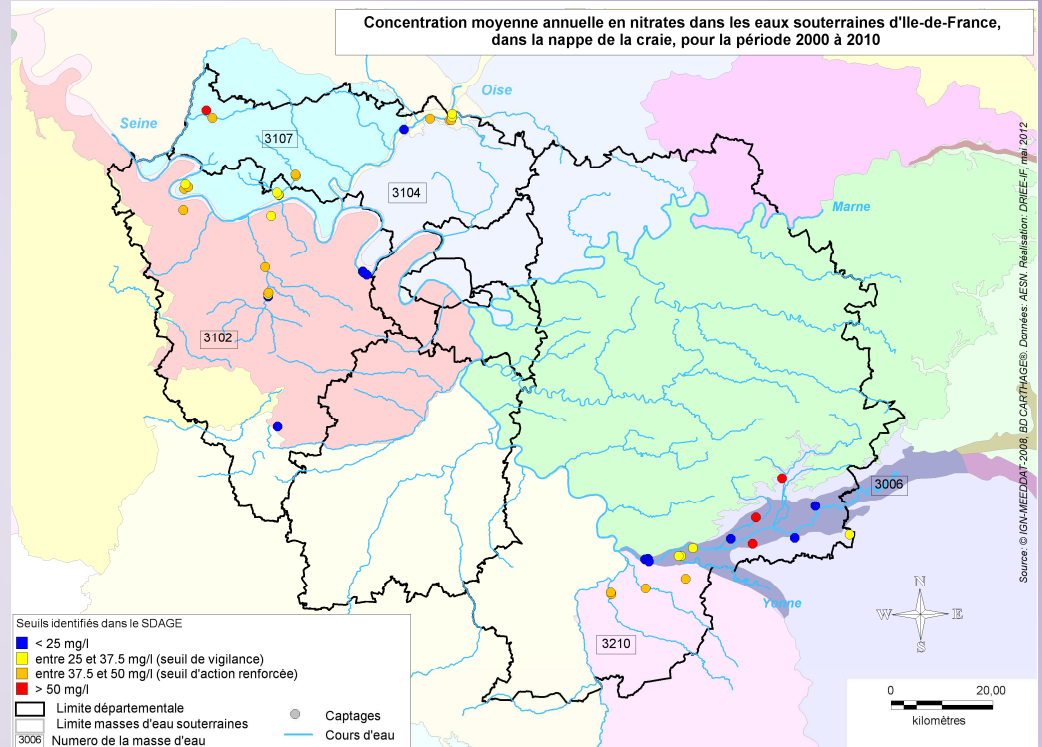 Concentration moyenne annuelle en nitrates dans les eaux souterraines d'Ile-de-France,
dans la nappe de la craie, pour la période 2000 à 2010
Oise
Seine
3107
3104
Marne
3102
3006
Yonne
3210
Source: © IGN-MEEDDAT-2008, BD CARTHAGE®. Données: AESN. Réalisation: DRIEE-IF, mai 2012
N
W E
S
Seuils identifiés dans le SDAGE
< 25 mg/l
entre 25 et 37.5 mg/l (seuil de vigilance)
entre 37.5 et 50 mg/l (seuil d'action renforcée)
> 50 mg/l
Limite départementale
Limite masses d'eau souterraines
3006 Numero de la masse d'eau
Captages
Cours d'eau
0 20,00
kilomètres